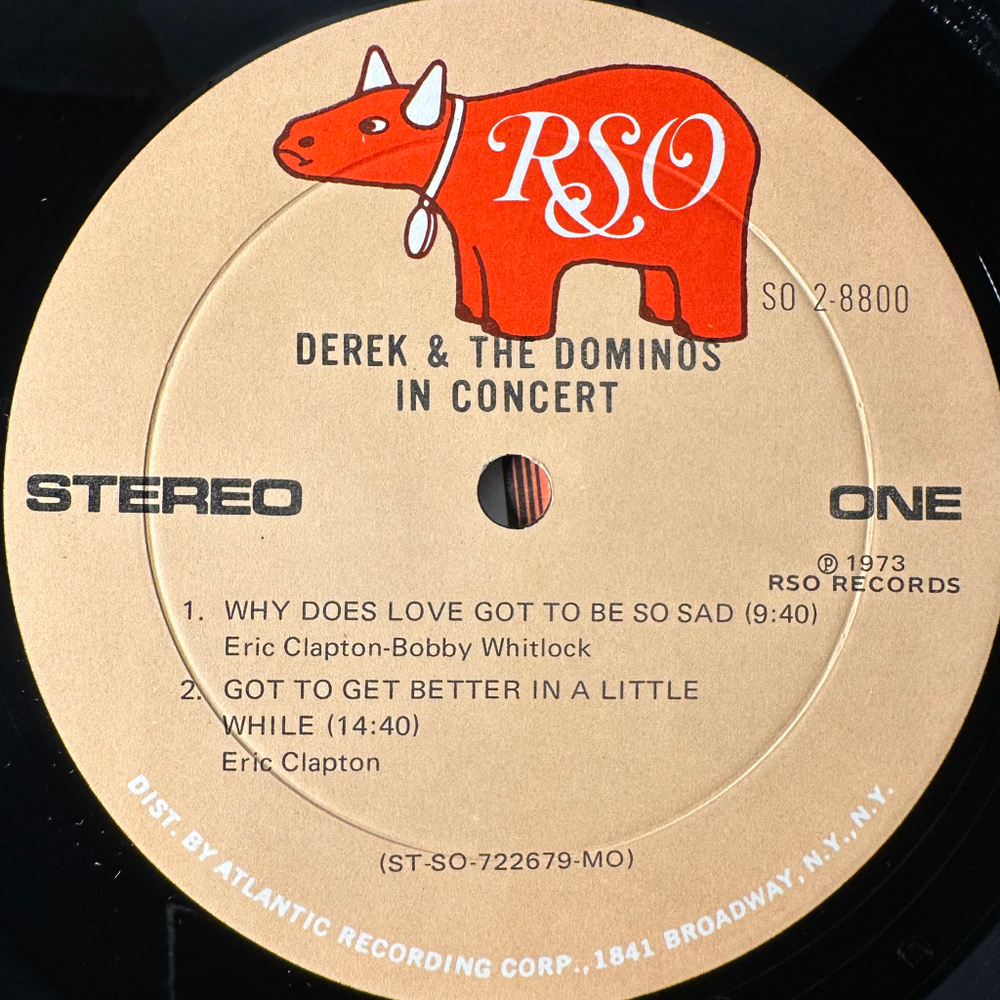 RSO
SO 2-8800
DEREK & THE DOMINOS
IN CONCERT
STEREO
ONE
℗ 1973
RSO RECORDS
1. WHY DOES LOVE GOT TO BE SO SAD (9:40)
Eric Clapton-Bobby Whitlock
2. GOT TO GET BETTER IN A LITTLE
WHILE (14:40)
Eric Clapton
(ST-SO-722679-MO)
DIST. BY ATLANTIC RECORDING CORP., 1841 BROADWAY, N.Y., N.Y.